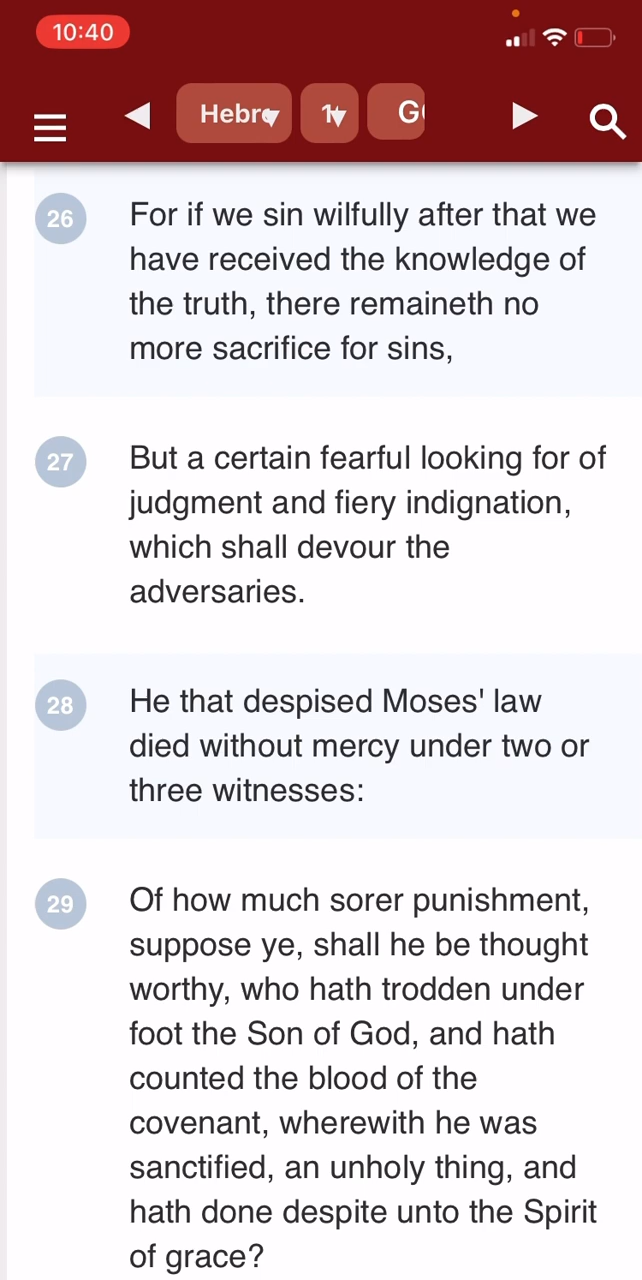 10:40
Hebr
1
G
26
For if we sin wilfully after that we
have received the knowledge of
the truth, there remaineth no
more sacrifice for sins,
27
But a certain fearful looking for of
judgment and fiery indignation,
which shall devour the
adversaries.
28
He that despised Moses' law
died without mercy under two or
three witnesses:
29
Of how much sorer punishment,
suppose ye, shall he be thought
worthy, who hath trodden under
foot the Son of God, and hath
counted the blood of the
covenant, wherewith he was
sanctified, an unholy thing, and
hath done despite unto the Spirit
of grace?